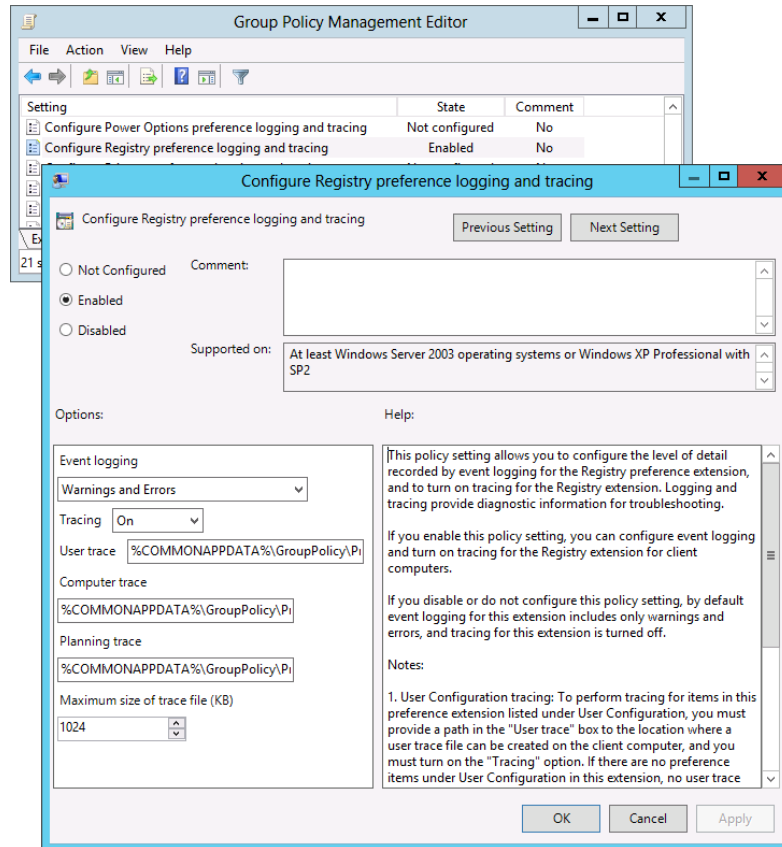 Group Policy Management Editor
File Action View Help
Setting State Comment
Configure Power Options preference logging and tracing Not configured No
Configure Registry preference logging and tracing Enabled No
Ex
21 s
Configure Registry preference logging and tracing
Configure Registry preference logging and tracing
Previous Setting Next Setting
Not Configured
Enabled
Disabled
Comment:
Supported on:
At least Windows Server 2003 operating systems or Windows XP Professional with
SP2
Options:
Event logging
Warnings and Errors
Tracing On
User trace %COMMONAPPDATA%\GroupPolicy\Pr
Computer trace
%COMMONAPPDATA%\GroupPolicy\Pr
Planning trace
%COMMONAPPDATA%\GroupPolicy\Pr
Maximum size of trace file (KB)
1024
Help:
This policy setting allows you to configure the level of detail
recorded by event logging for the Registry preference extension,
and to turn on tracing for the Registry extension. Logging and
tracing provide diagnostic information for troubleshooting.
If you enable this policy setting, you can configure event logging
and turn on tracing for the Registry extension for client
computers.
If you disable or do not configure this policy setting, by default
event logging for this extension includes only warnings and
errors, and tracing for this extension is turned off.
Notes:
1. User Configuration tracing: To perform tracing for items in this
preference extension listed under User Configuration, you must
provide a path in the "User trace" box to the location where a
user trace file can be created on the client computer, and you
must turn on the "Tracing" option. If there are no preference
items under User Configuration in this extension, no user trace
OK Cancel Apply